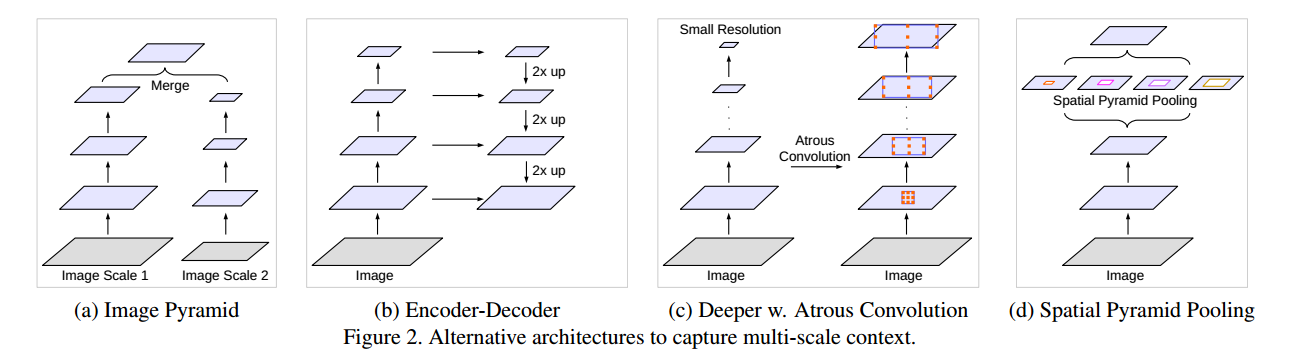 Merge
Image Scale 1
Image Scale 2
(a) Image Pyramid
2x up
2x up
2x up
Image
(b) Encoder-Decoder
Small Resolution
Atrous
Convolution
Image
Image
(c) Deeper w. Atrous Convolution
Spatial Pyramid Pooling
Image
(d) Spatial Pyramid Pooling
Figure 2. Alternative architectures to capture multi-scale context.